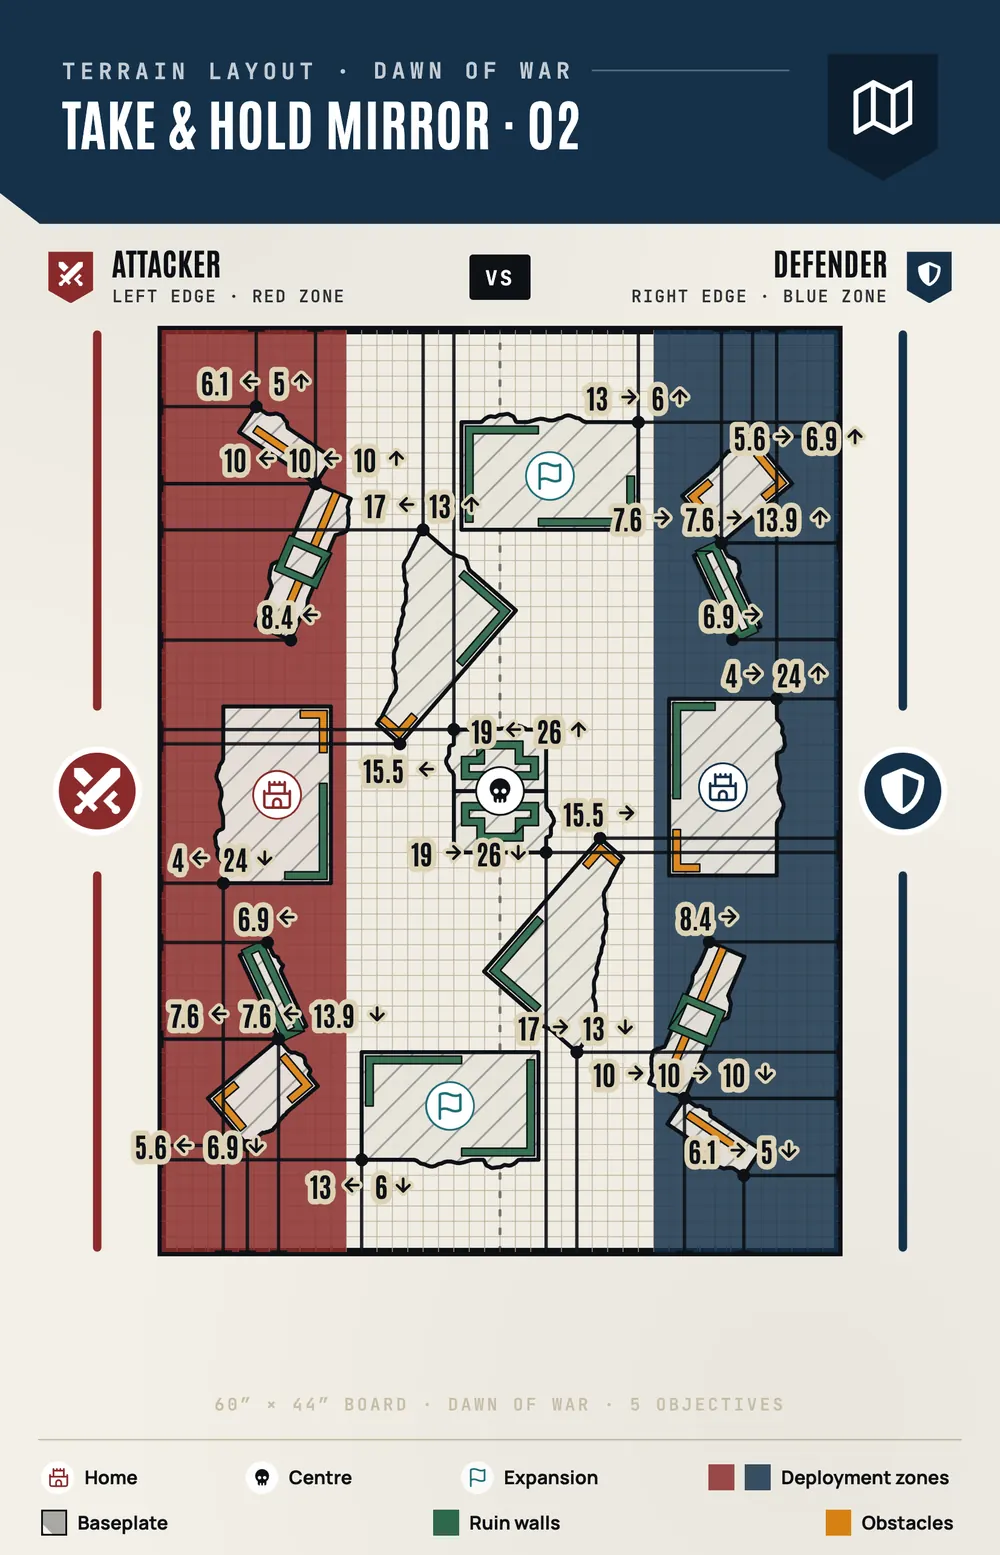 TERRAIN LAYOUT · DAWN OF WAR
TAKE & HOLD MIRROR · 02
ATTACKER
LEFT EDGE · RED ZONE
VS
DEFENDER
RIGHT EDGE · BLUE ZONE
6.1 ← 5 ↑
13 → 6 ↑
5.6 → 6.9 ↑
10 ← 10 ← 10 ↑
17 ← 13 ↑
7.6 → 7.6 → 13.9 ↑
8.4 ←
6.9 →
4 → 24 ↑
19 ← 26 ↑
15.5 ←
15.5 →
4 ← 24 ↓
19 → 26 ↓
6.9 ←
8.4 →
7.6 ← 7.6 ← 13.9 ↓
17 → 13 ↓
10 → 10 → 10 ↓
5.6 ← 6.9 ↓
6.1 → 5 ↓
13 ← 6 ↓
60″ × 44″ BOARD · DAWN OF WAR · 5 OBJECTIVES
Home
Centre
Expansion
Deployment zones
Baseplate
Ruin walls
Obstacles